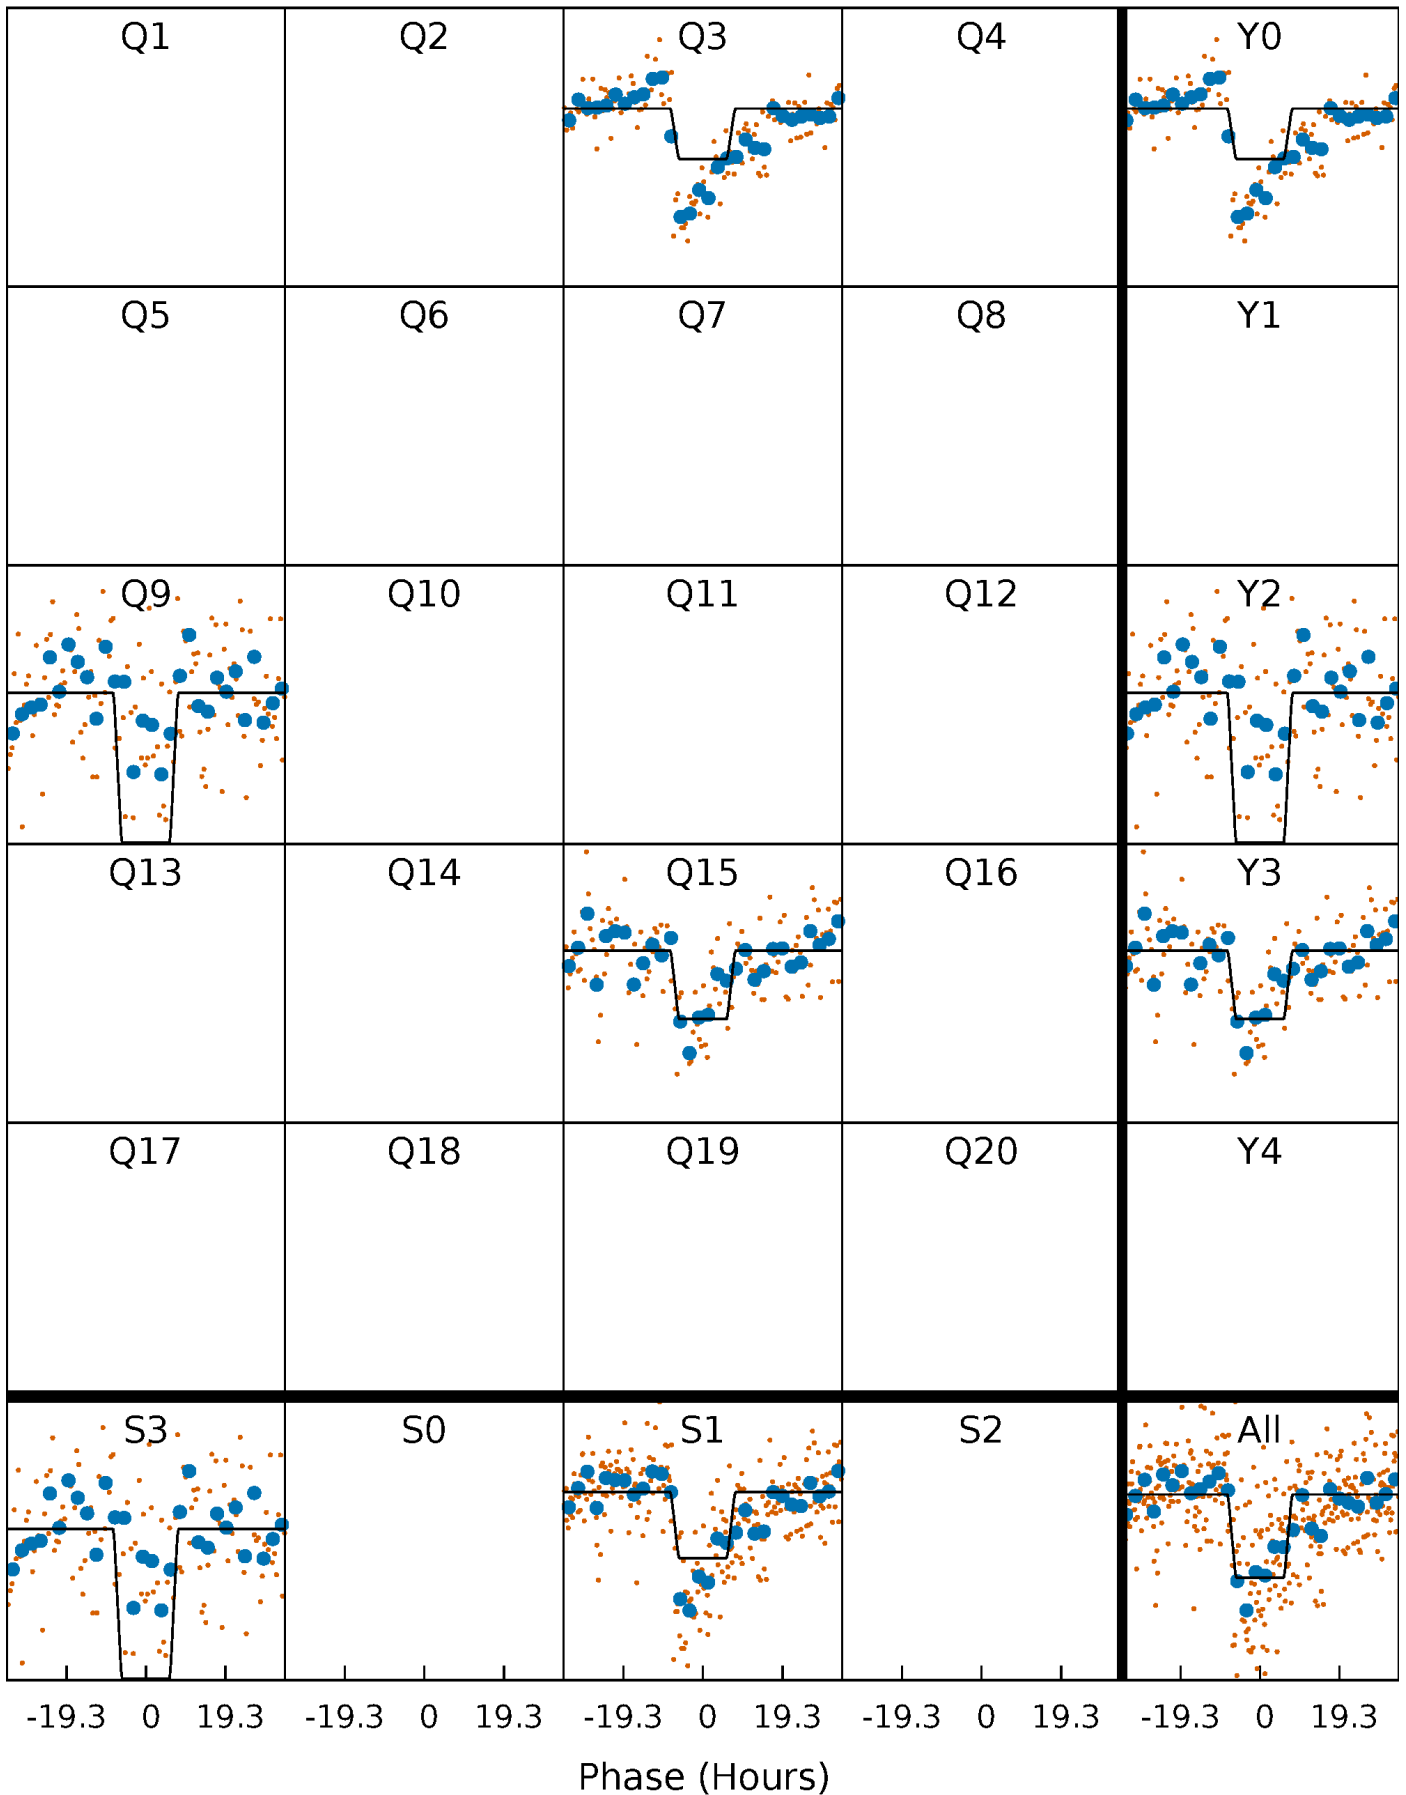 Q1 Q2 Q3 Q4 Y0
Q5 Q6 Q7 Q8 Y1
Q9 Q10 Q11 Q12 Y2
Q13 Q14 Q15 Q16 Y3
Q17 Q18 Q19 Q20 Y4
S3 S0 S1 S2 All
-19.3 0 19.3 -19.3 0 19.3 -19.3 0 19.3 -19.3 0 19.3 -19.3 0 19.3
Phase (Hours)